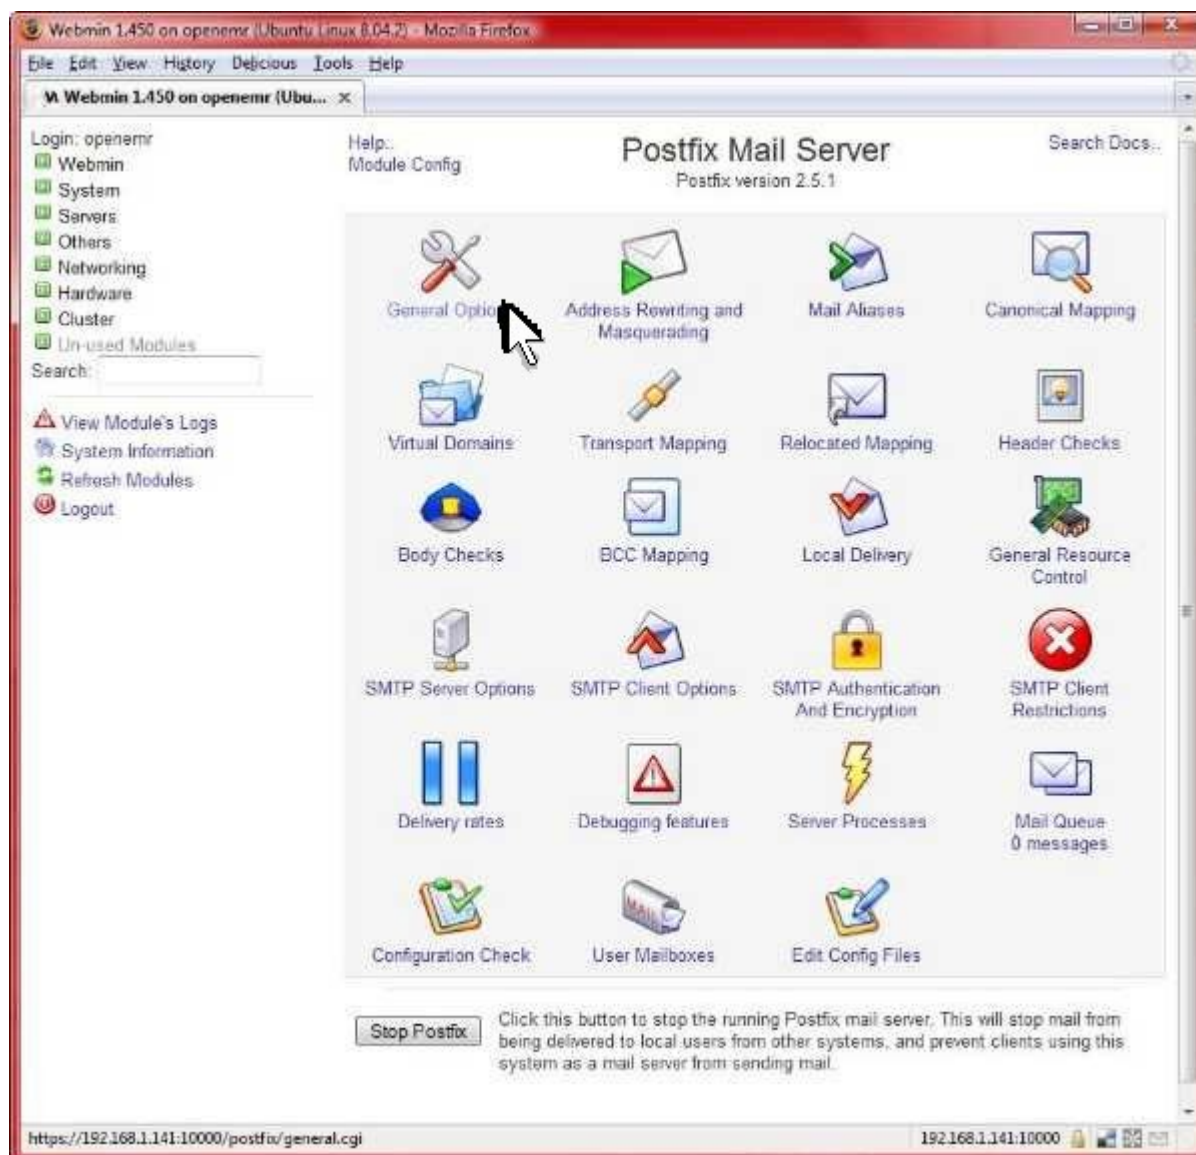 Webmin 1.450 on openemr (Ubuntu Linux 8.04.2) - Mozilla Firefox
File Edit View History Delicious Tools Help
Webmin 1.450 on openemr (Ubu...
Login: openemr
Webmin
System
Servers
Others
Networking
Hardware
Cluster
Un-used Modules
Search:
View Module's Logs
System Information
Refresh Modules
Logout
Help..
Module Config
Postfix Mail Server
Postfix version 2.5.1
Search Docs..
General Option
Address Rewriting and
Masquerading
Mail Aliases
Canonical Mapping
Virtual Domains
Transport Mapping
Relocated Mapping
Header Checks
Body Checks
BCC Mapping
Local Delivery
General Resource
Control
SMTP Server Options
SMTP Client Options
SMTP Authentication
And Encryption
SMTP Client
Restrictions
Delivery rates
Debugging features
Server Processes
Mail Queue
0 messages
Configuration Check
MAIL
User Mailboxes
Edit Config Files
Stop Postfix
Click this button to stop the running Postfix mail server. This will stop mail from
being delivered to local users from other systems, and prevent clients using this
system as a mail server from sending mail.
https://192.168.1.141:10000/postfix/general.cgi
192.168.1.141:10000